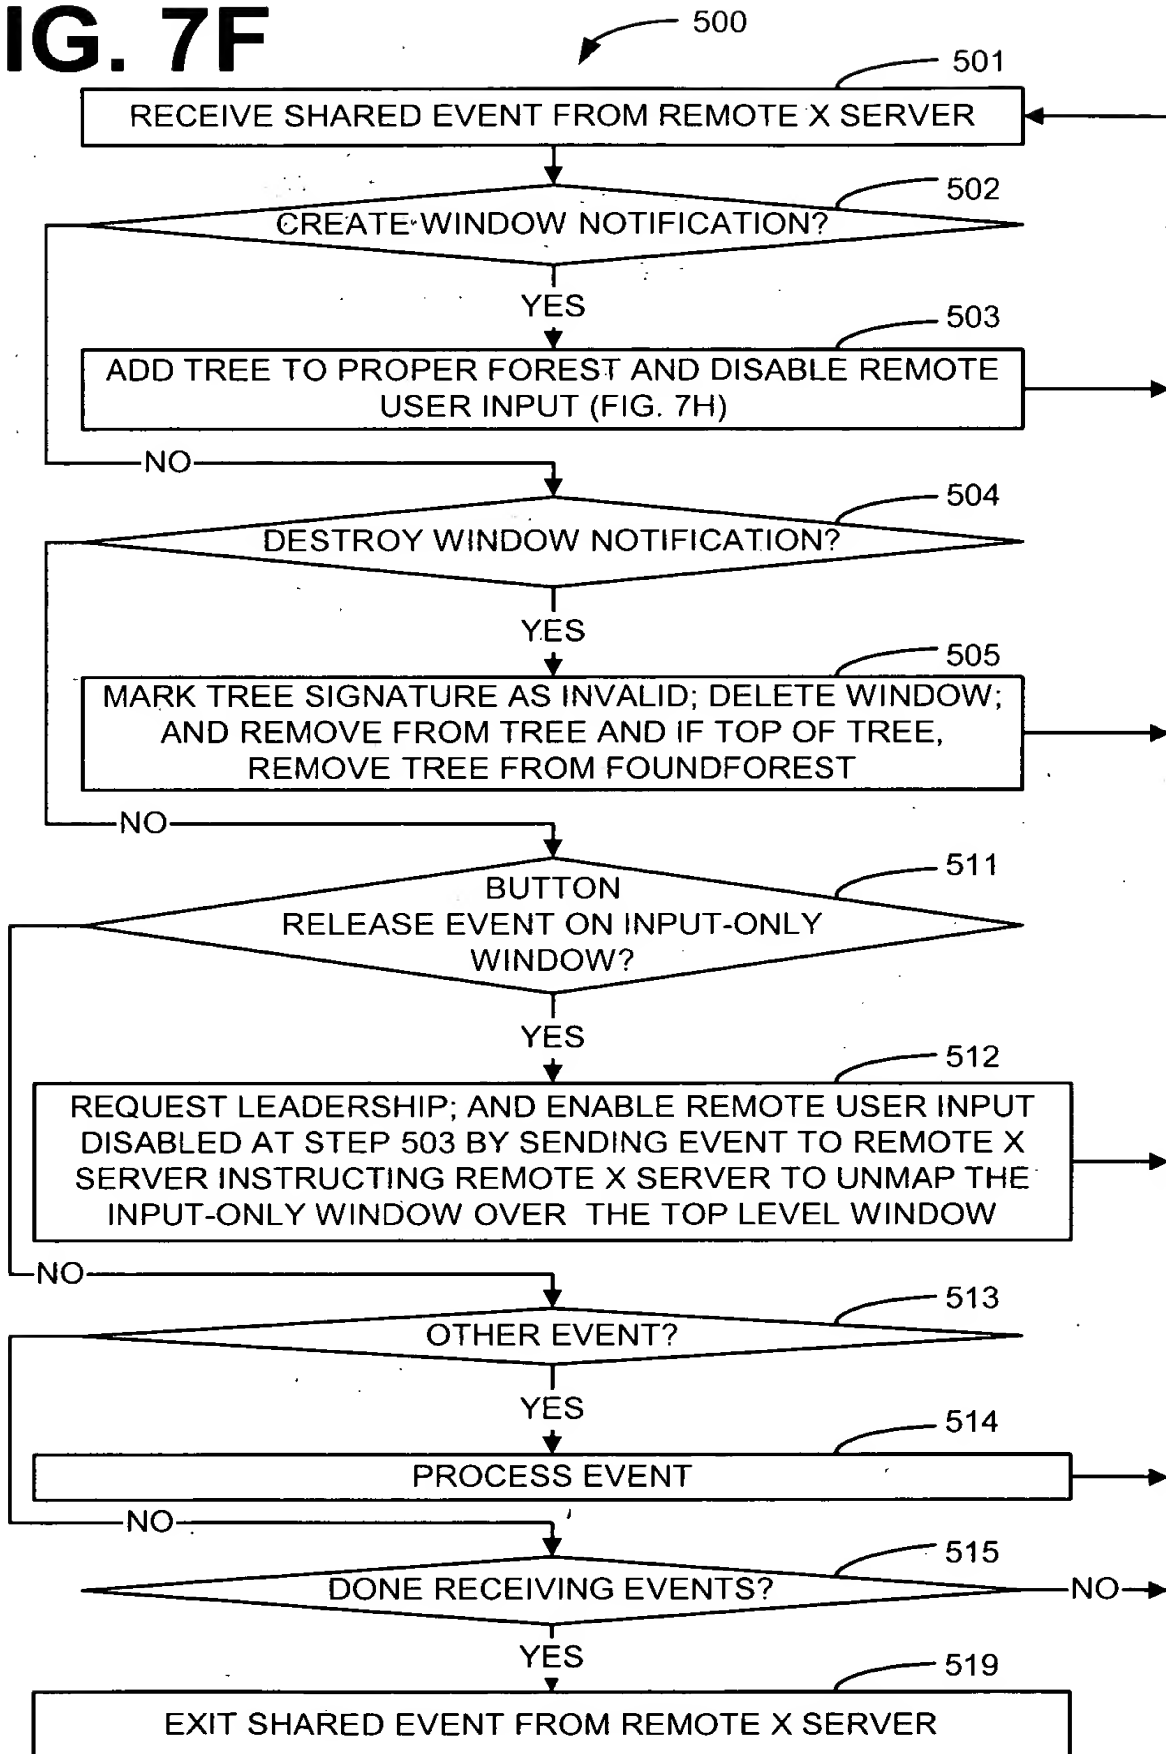 IG. 7F
500
501
RECEIVE SHARED EVENT FROM REMOTE X SERVER
502
CREATE WINDOW NOTIFICATION?
YES
503
ADD TREE TO PROPER FOREST AND DISABLE REMOTE
USER INPUT (FIG. 7H)
NO
504
DESTROY WINDOW NOTIFICATION?
YES
505
MARK TREE SIGNATURE AS INVALID; DELETE WINDOW;
AND REMOVE FROM TREE AND IF TOP OF TREE,
REMOVE TREE FROM FOUNDFOREST
NO
511
BUTTON
RELEASE EVENT ON INPUT-ONLY
WINDOW?
YES
512
REQUEST LEADERSHIP; AND ENABLE REMOTE USER INPUT
DISABLED AT STEP 503 BY SENDING EVENT TO REMOTE X
SERVER INSTRUCTING REMOTE X SERVER TO UNMAP THE
INPUT-ONLY WINDOW OVER THE TOP LEVEL WINDOW
NO
513
OTHER EVENT?
YES
514
PROCESS EVENT
NO
515
DONE RECEIVING EVENTS?
NO
YES
519
EXIT SHARED EVENT FROM REMOTE X SERVER